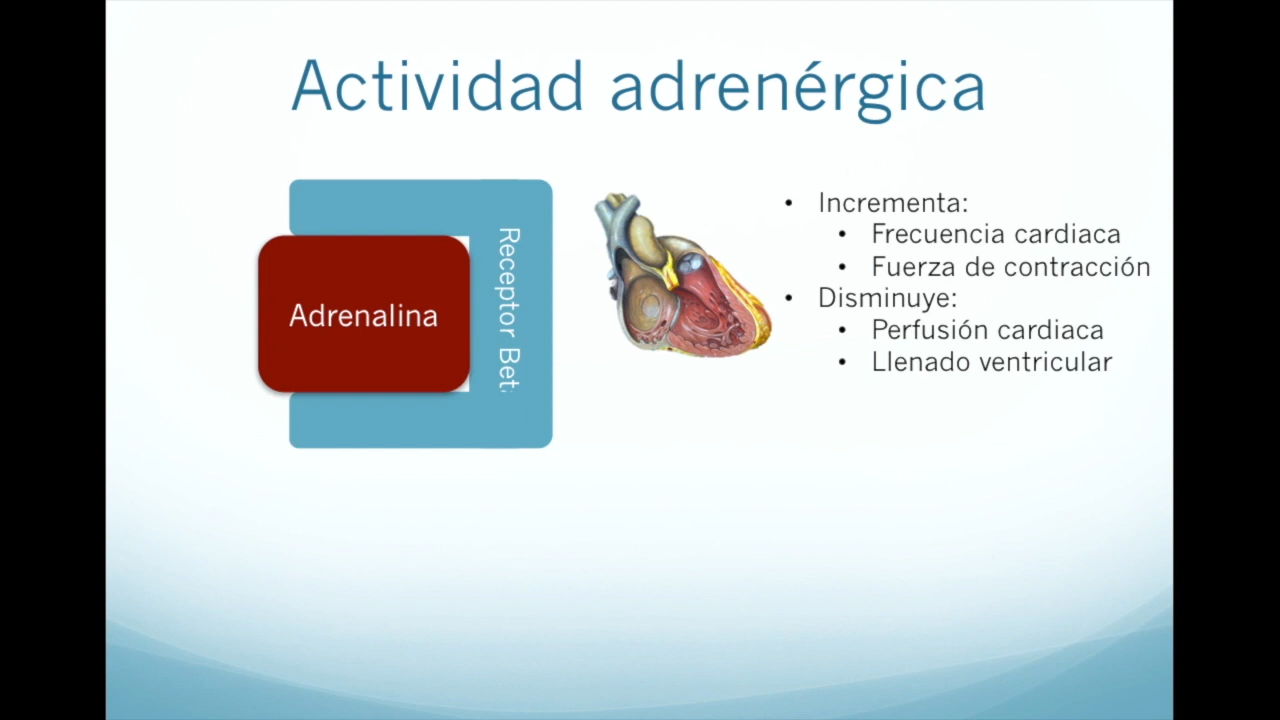 Actividad adrenérgica
Adrenalina
Receptor
• Incrementa:
• Frecuencia cardiaca
• Fuerza de contracción
• Disminuye:
• Perfusión cardiaca
• Llenado ventricular